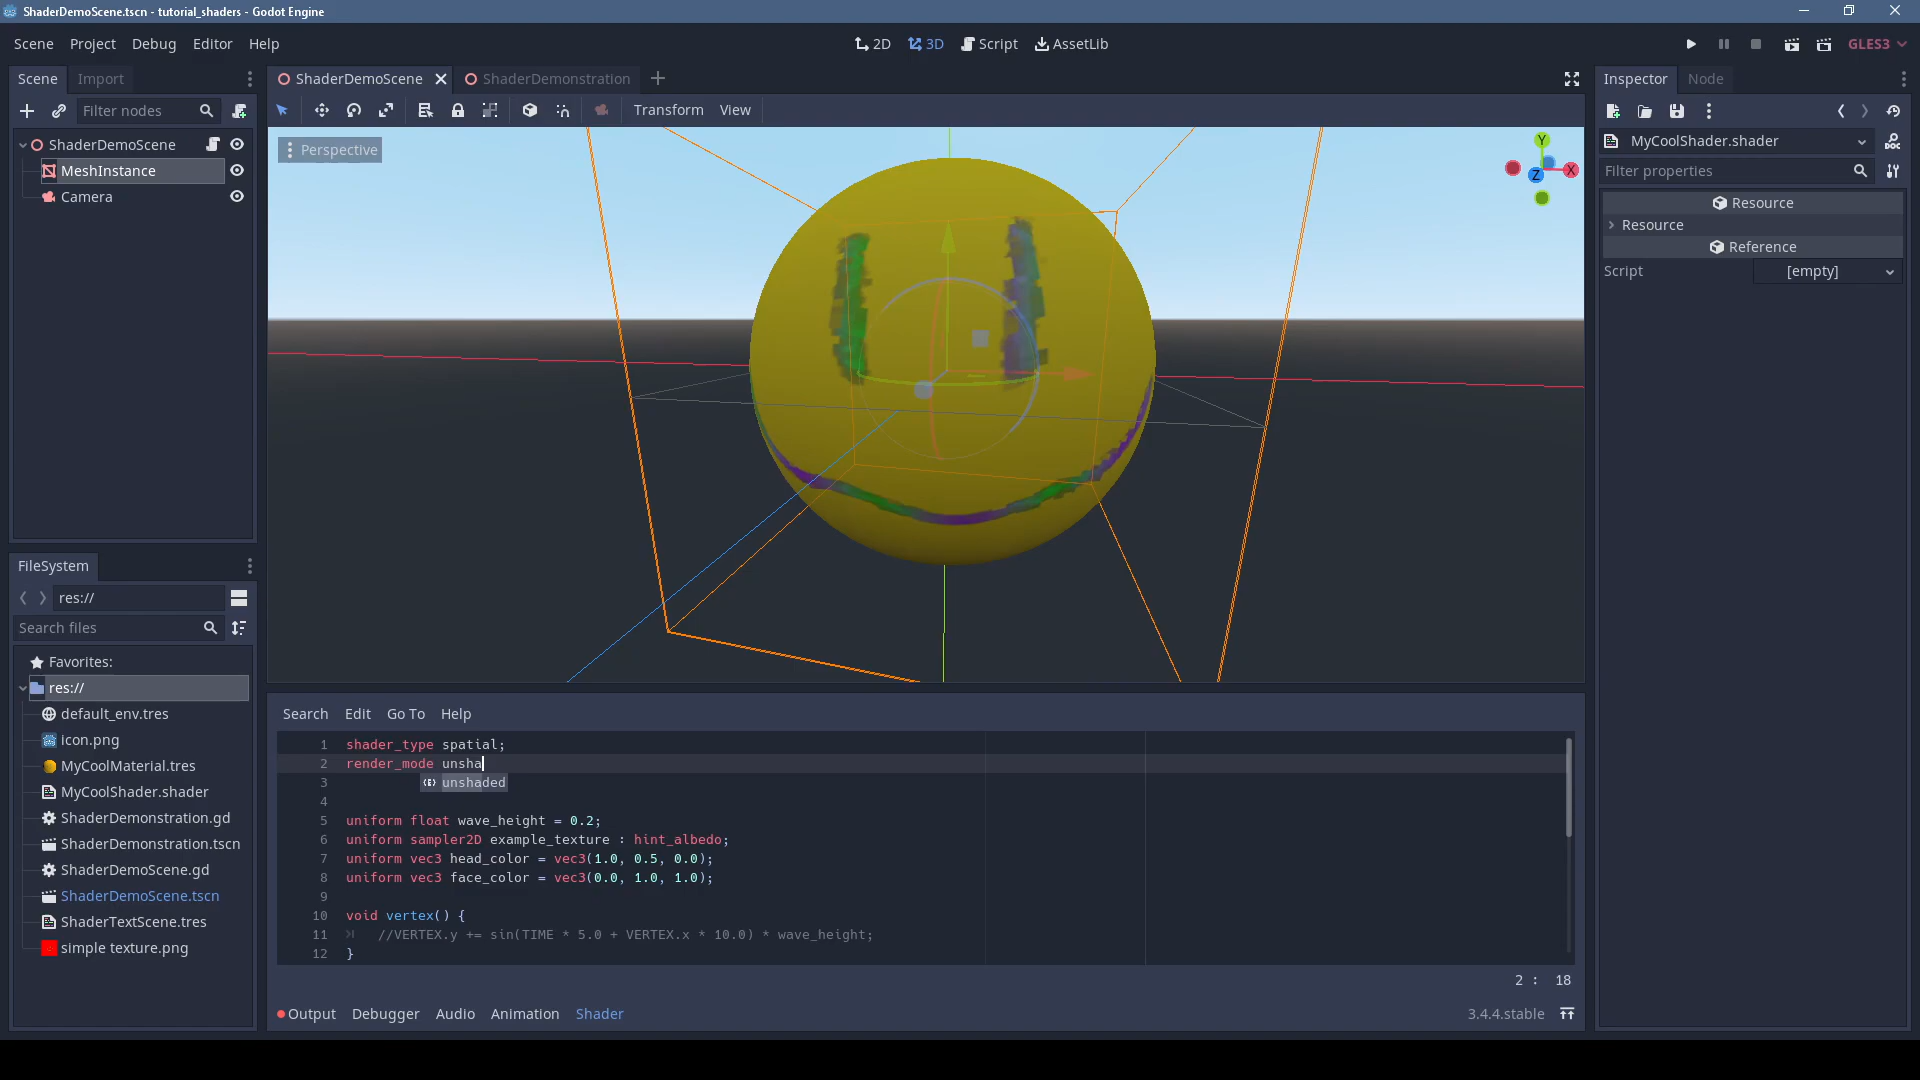 ShaderDemoScene.tscn - tutorial_shaders - Godot Engine
Scene Project Debug Editor Help
2D 3D Script AssetLib
GLES3
Scene Import
ShaderDemoScene ShaderDemonstration
Inspector Node
Filter nodes
Transform View
ShaderDemoScene
MeshInstance
Camera
Perspective
Y
X
Z
MyCoolShader.shader
Filter properties
Resource
Resource
Reference
Script [empty]
FileSystem
res://
Search files
Favorites:
res://
default_env.tres
icon.png
MyCoolMaterial.tres
MyCoolShader.shader
ShaderDemonstration.gd
ShaderDemonstration.tscn
ShaderDemoScene.gd
ShaderDemoScene.tscn
ShaderTextScene.tres
simple texture.png
Search Edit Go To Help
1 shader_type spatial;
2 render_mode unsha
3 unshaded
4
5 uniform float wave_height = 0.2;
6 uniform sampler2D example_texture : hint_albedo;
7 uniform vec3 head_color = vec3(1.0, 0.5, 0.0);
8 uniform vec3 face_color = vec3(0.0, 1.0, 1.0);
9
10 void vertex() {
11 //VERTEX.y += sin(TIME * 5.0 + VERTEX.x * 10.0) * wave_height;
12 }
2 : 18
Output Debugger Audio Animation Shader
3.4.4.stable